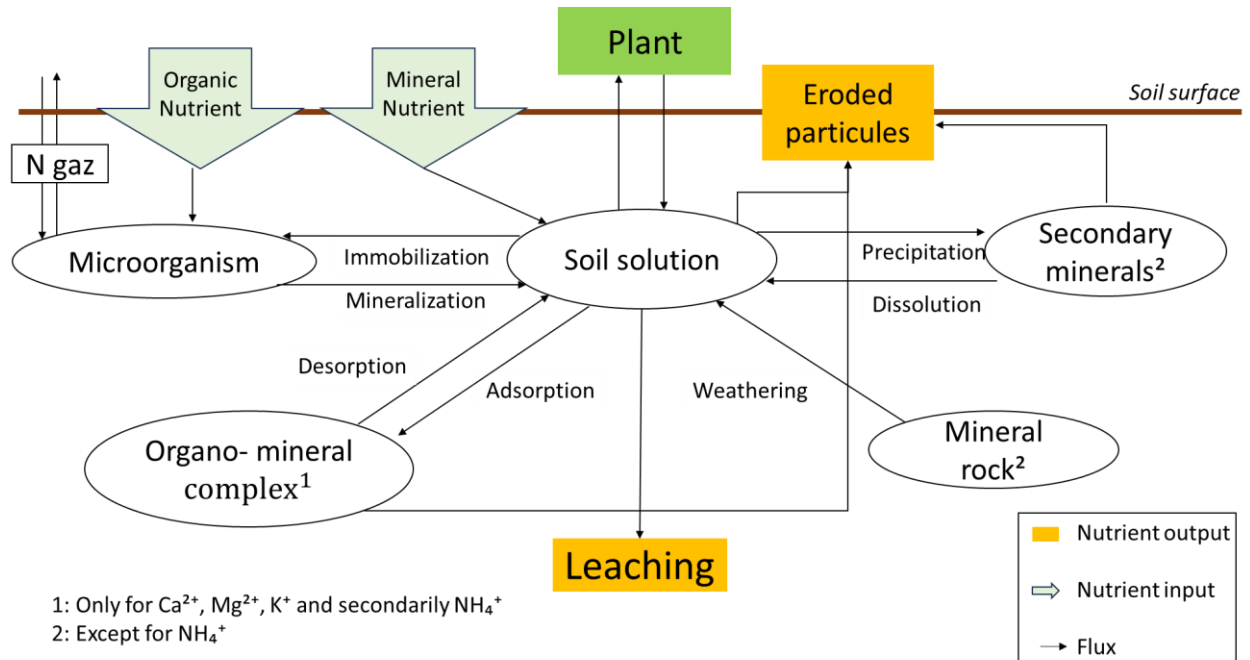 Plant
Organic
Nutrient
Mineral
Nutrient
Eroded
particules
Soil surface
N gaz
Microorganism
Immobilization
Mineralization
Soil solution
Precipitation
Dissolution
Secondary
minerals²
Desorption
Adsorption
Weathering
Organo- mineral
complex¹
Mineral
rock²
Leaching
Nutrient output
Nutrient input
Flux
1: Only for Ca²⁺, Mg²⁺, K⁺ and secondarily NH₄⁺
2: Except for NH₄⁺